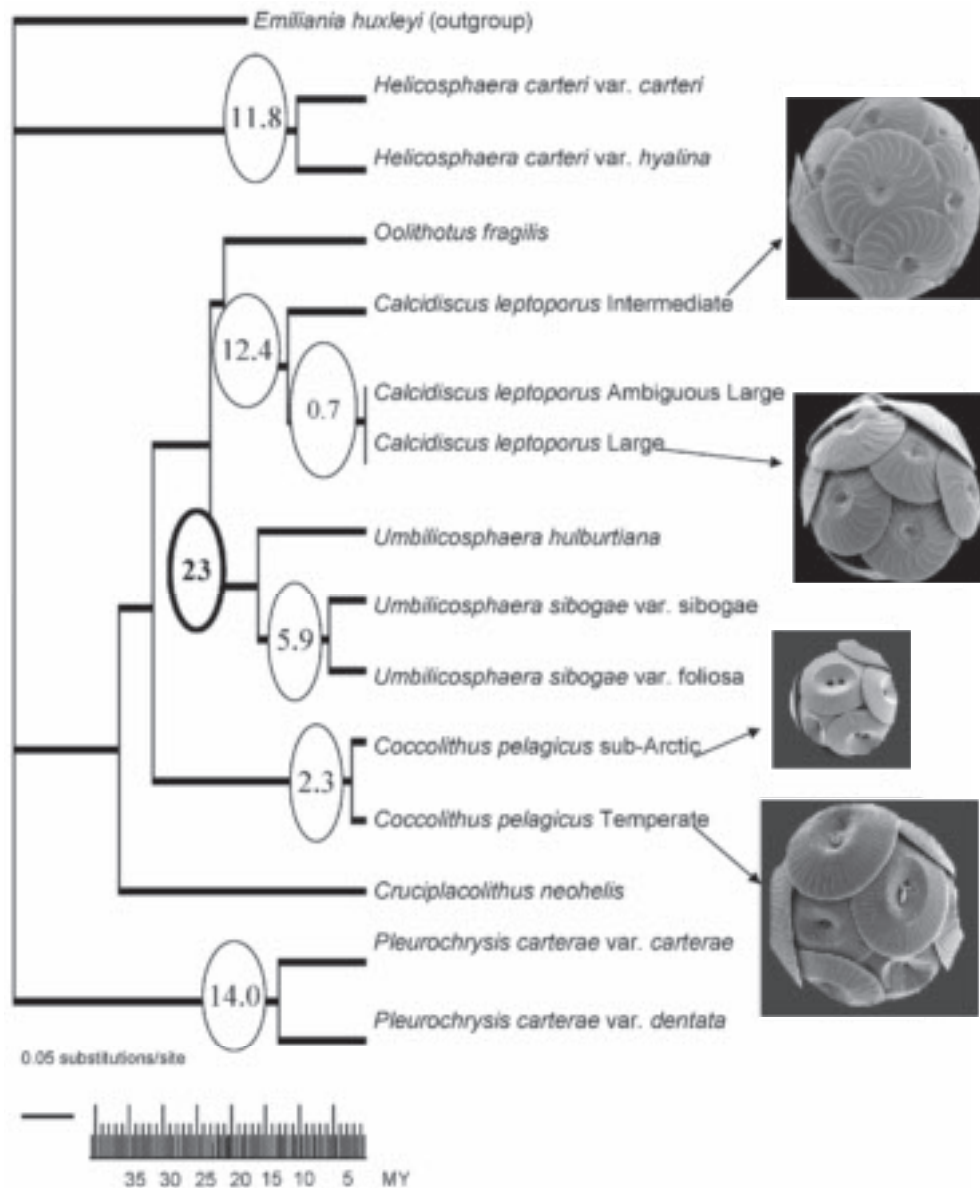 Emiliania huxleyi (outgroup)
11.8
Helicosphaera carteri var. carteri
Helicosphaera carteri var. hyalina
Oolithotus fragilis
Calcidiscus leptoporus Intermediate
12.4
Calcidiscus leptoporus Ambiguous Large
0.7
Calcidiscus leptoporus Large
Umbilicosphaera hulburtiana
23
Umbilicosphaera sibogae var. sibogae
5.9
Umbilicosphaera sibogae var. foliosa
Coccolithus pelagicus sub-Arctic
2.3
Coccolithus pelagicus Temperate
Cruciplacolithus neohelis
Pleurochrysis carterae var. carterae
14.0
Pleurochrysis carterae var. dentata
0.05 substitutions/site
35 30 25 20 15 10 5 MY